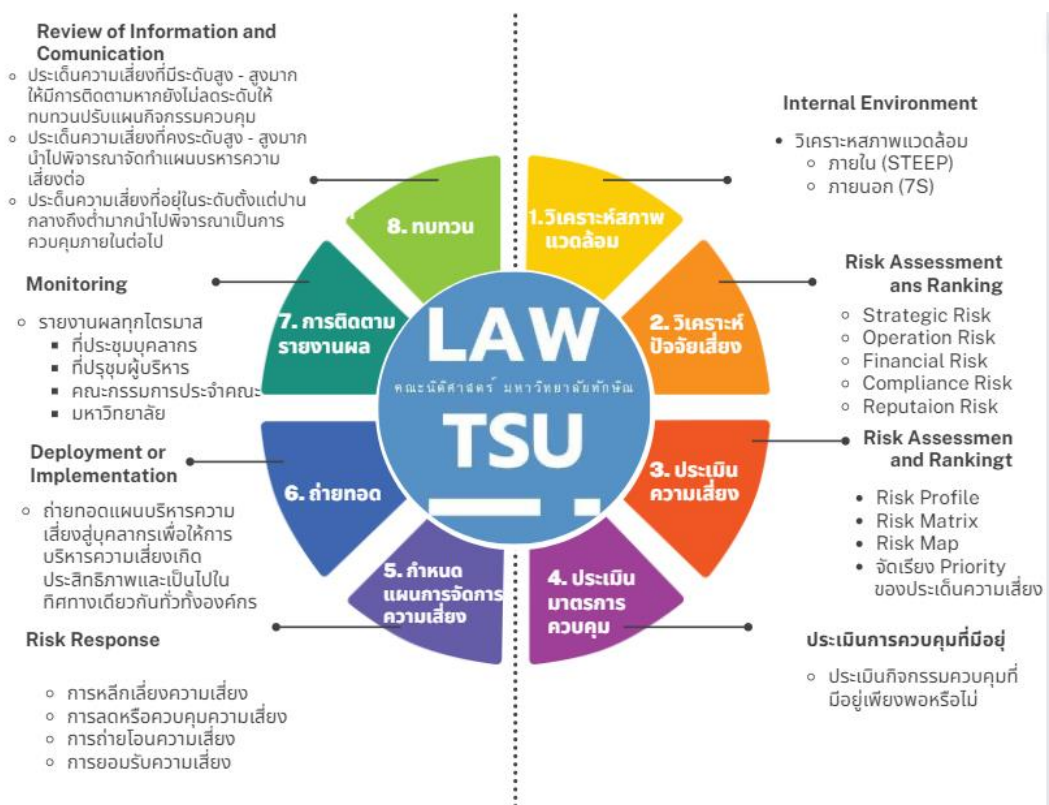 Review of Information and
Comunication
ประเด็นความเสี่ยงที่มีระดับสูง - สูงมาก
ให้มีการติดตามหากยังไม่ลดระดับให้
ทบทวนปรับแผนกิจกรรมควบคุม
ประเด็นความเสี่ยงที่คงระดับสูง - สูงมาก
นำไปพิจารณาจัดทำแผนบริหารความ
เสี่ยงต่อ
ประด็นความเสี่ยงที่อยู่ในระดับตั้งแต่ปาน
กลางถึงต่ำมากนำไปพิจารณาเป็นการ
ควบคุมภายในต่อไป
Monitoring
รายงานผลทุกไตรมาส
ที่ประชุมบุคลากร
ที่ปรุชุมผู้บริหาร
คณะกรรมการประจำคณะ
มหาวิทยาลัย
Deployment or
Implementation
ถ่ายทอดแผนบริหารความ
เสี่ยงสู่บุคลากรเพื่อให้การ
บริหารความเสี่ยงเกิด
ประสิทธิภาพและเป็นไปใน
ทิศทางเดียวกันทั่วทั้งองค์กร
Risk Response
การหลีกเลี่ยงความเสี่ยง
การลดหรือควบคุมความเสี่ยง
การถ่ายโอนความเสี่ยง
การยอมรับความเสี่ยง
8. ทบทวน
1.วิเคราะห์สภาพ
แวดล้อม
7. การติดตาม
รายงานผล
2. วิเคราะห์
ปัจจัยเสี่ยง
LAW
คณะนิติศาสตร์ มหาวิทยาลัยทักษิณ
TSU
6. ถ่ายทอด
3. ประเมิน
ความเสี่ยง
5. กำหนด
แผนการจัดการ
ความเสี่ยง
4. ประเมิน
มาตรการ
ควบคุม
Internal Environment
วิเคราะหสภาพแวดล้อม
ภายใน (STEEP)
ภายนอก (7S)
Risk Assessment
ans Ranking
Strategic Risk
Operation Risk
Financial Risk
Compliance Risk
Reputaion Risk
Risk Assessmen
and Rankingt
Risk Profile
Risk Matrix
Risk Map
จัดเรียง Priority
ของประเด็นความเสี่ยง
ประเมินการควบคุมที่มีอยู่
ประเมินกิจกรรมควบคุมที่
มีอยู่เพียงพอหรือไม่